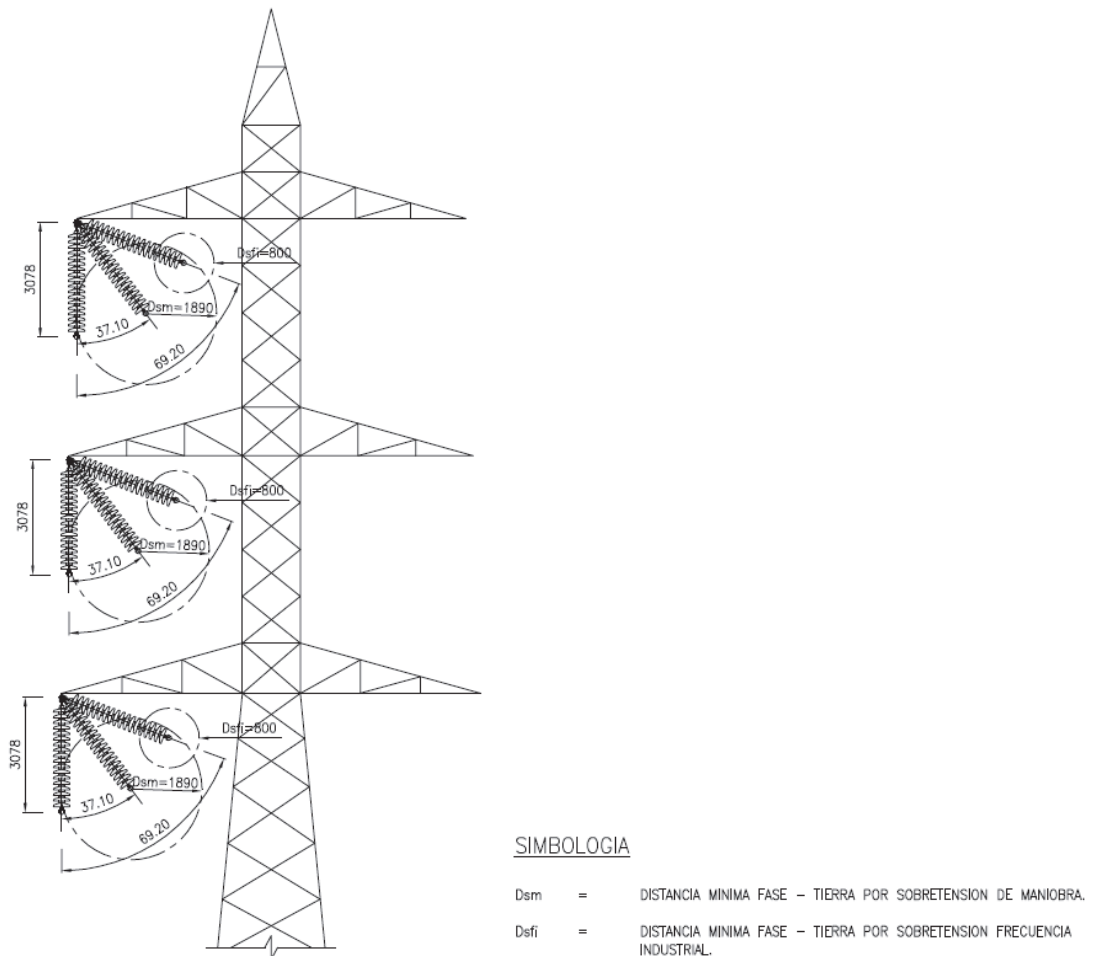 Dsfi=800
3078
Dsm=1890
37.10
69.20
Dsfi=800
3078
Dsm=1890
37.10
69.20
Dsfi=800
3078
Dsm=1890
37.10
69.20
SIMBOLOGIA
Dsm = DISTANCIA MINIMA FASE – TIERRA POR SOBRETENSION DE MANIOBRA.
Dsfi = DISTANCIA MINIMA FASE – TIERRA POR SOBRETENSION FRECUENCIA
INDUSTRIAL.